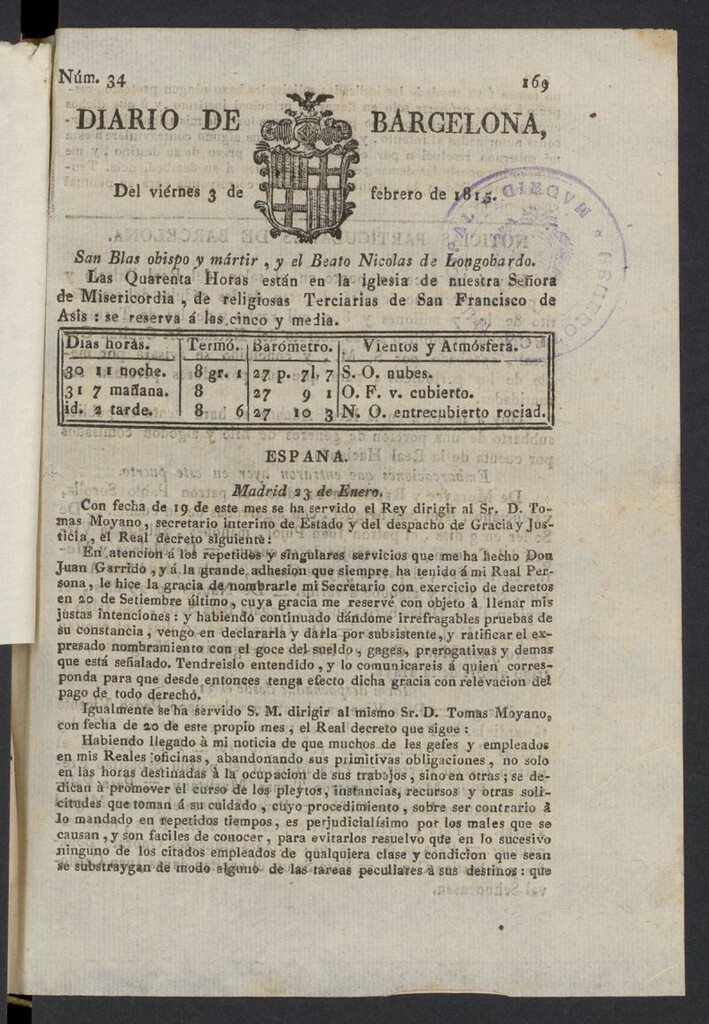 Núm. 34 169
DIARIO DE BARCELONA,
Del viérnes 3 de febrero de 1815.
San Blas obispo y mártir, y el Beato Nicolas de Longobardo.
Las Quarenta Horas están en la iglesia de nuestra Señora
de Misericordia, de religiosas Terciarias de San Francisco de
Asis: se reserva á las cinco y media.
Dias horas. Termó. Barómetro. Vientos y Atmósfera.
30 11 noche. 8 gr. 1 27 p. 7 l. 7 S. O. nubes.
31 7 mañana. 8 27 9 1 O. F. v. cubierto.
id. 2 tarde. 8 6 27 10 3 N. O. entrecubierto rociad.
ESPAÑA.
Madrid 23 de Enero.
Con fecha de 19 de este mes se ha servido el Rey dirigir al Sr. D. To-
mas Moyano, secretario interino de Estado y del despacho de Gracia y Jus-
ticia, el Real decreto siguiente:
En atencion á los repetidos y singulares servicios que me ha hecho Don
Juan Garrido, y á la grande adhesion que siempre ha tenido á mi Real Per-
sona, le hice la gracia de nombrarle mi Secretario con exercicio de decretos
en 20 de Setiembre último, cuya gracia me reservé con objeto á llenar mis
justas intenciones: y habiendo continuado dándome irrefragables pruebas de
su constancia, vengo en declararla y darla por subsistente, y ratificar el ex-
presado nombramiento con el goce del sueldo, gages, prerogativas y demas
que está señalado. Tendreislo entendido, y lo comunicareis á quien corres-
ponda para que desde entonces tenga efecto dicha gracia con relevacion del
pago de todo derecho.
Igualmente se ha servido S. M. dirigir al mismo Sr. D. Tomas Moyano,
con fecha de 20 de este propio mes, el Real decreto que sigue:
Habiendo llegado á mi noticia de que muchos de les gefes y empleados
en mis Reales oficinas, abandonando sus primitivas obligaciones, no solo
en las horas destinadas à la ocupacion de sus trabajos, sino en otras; se de-
dican à promover el curso de los pleytos, instancias, recursos y otras soli-
citudes que toman á su cuidado, cuyo procedimiento, sobre ser contrario à
lo mandado en repetidos tiempos, es perjudicialísimo por los males que se
causan, y son faciles de conocer, para evitarlos resuelvo que en lo sucesivo
ninguno de los citados empleados de qualquiera clase y condicion que sean
se substraygan de modo alguno de las tareas peculiares à sus destinos: que